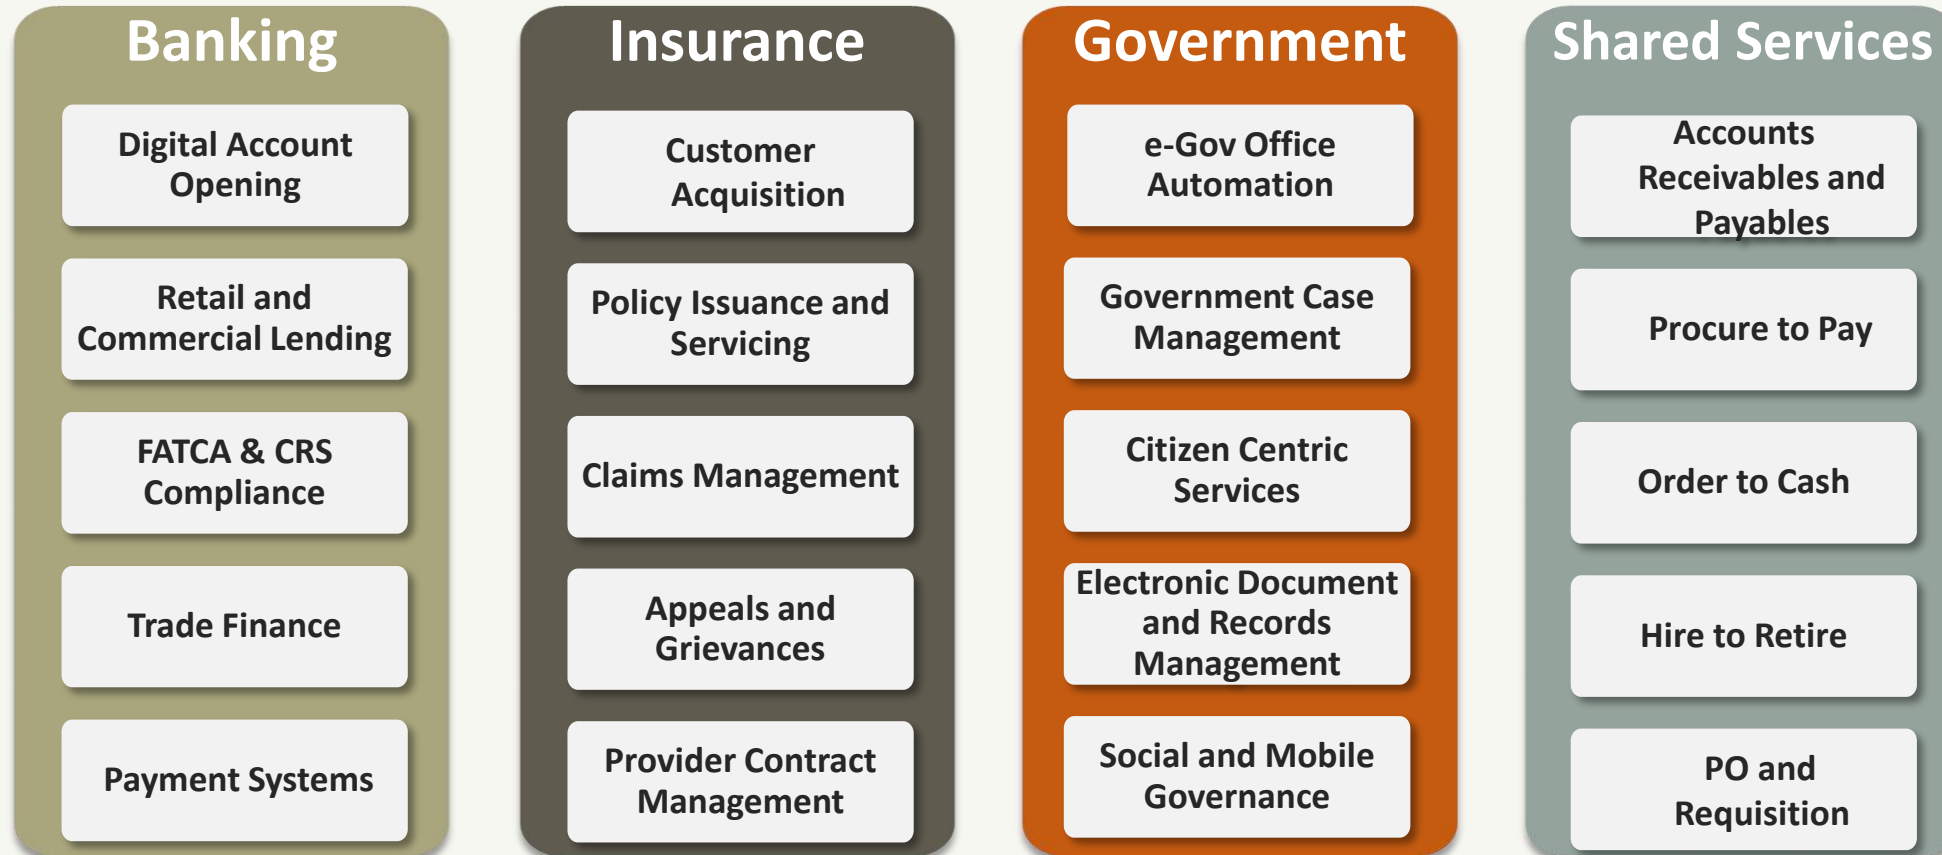 Banking
Digital Account
Opening
Retail and
Commercial Lending
FATCA & CRS
Compliance
Trade Finance
Payment Systems
Insurance
Customer
Acquisition
Policy Issuance and
Servicing
Claims Management
Appeals and
Grievances
Provider Contract
Management
Government
e-Gov Office
Automation
Government Case
Management
Citizen Centric
Services
Electronic Document
and Records
Management
Social and Mobile
Governance
Shared Services
Accounts
Receivables and
Payables
Procure to Pay
Order to Cash
Hire to Retire
PO and
Requisition